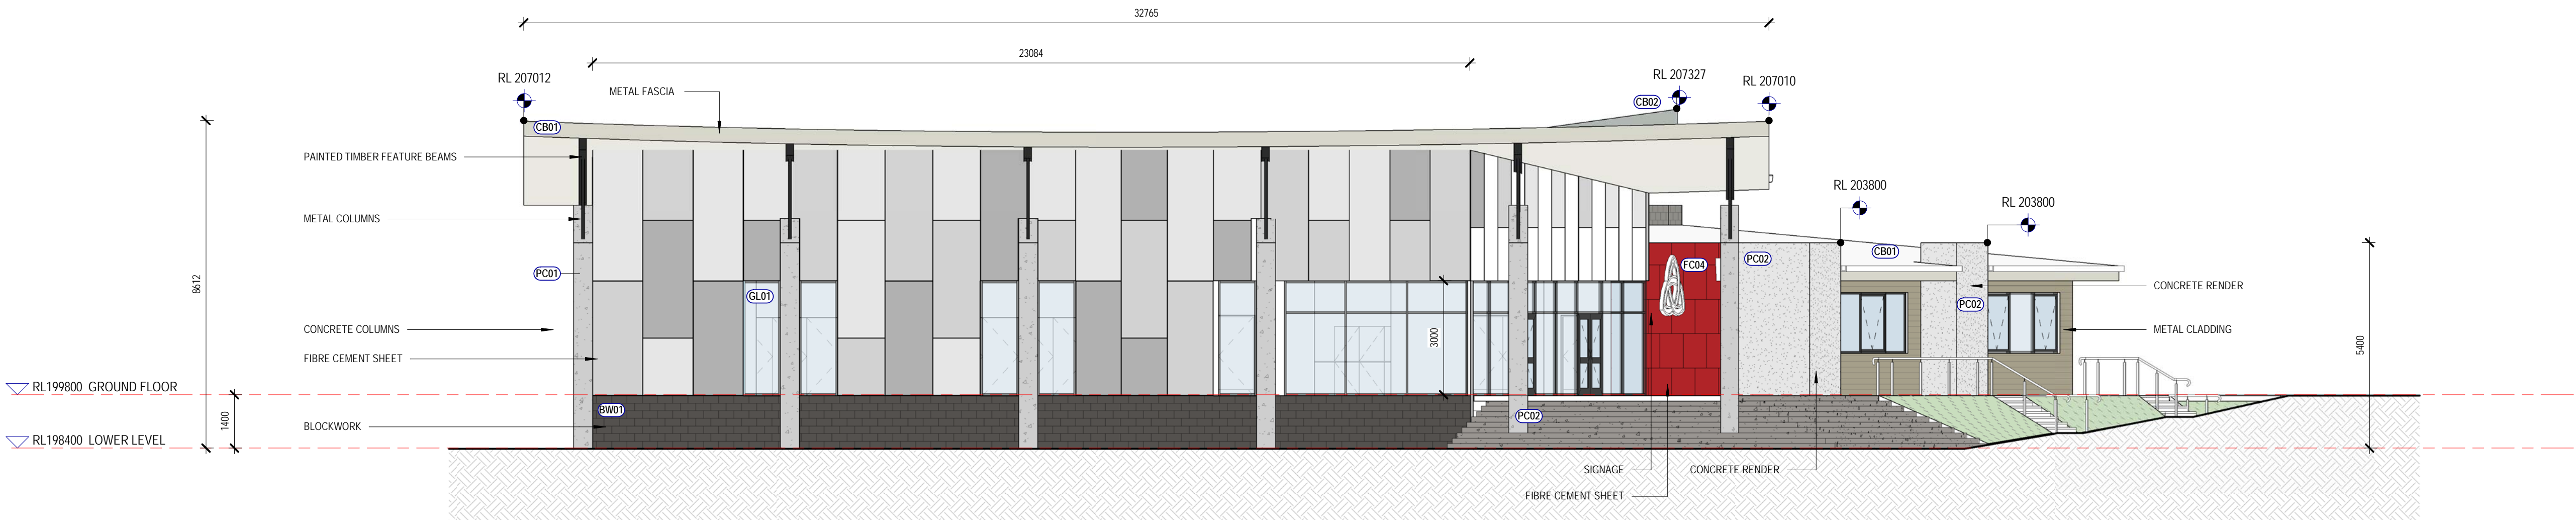 32765
23084
RL 207012
RL 207327
RL 207010
METAL FASCIA
CB02
CB01
PAINTED TIMBER FEATURE BEAMS
RL 203800
RL 203800
METAL COLUMNS
CB01
PC02
FC04
PC01
8612
CONCRETE RENDER
GL01
PC02
CONCRETE COLUMNS
METAL CLADDING
3000
5400
FIBRE CEMENT SHEET
RL199800 GROUND FLOOR
BW01
PC02
1400
BLOCKWORK
RL198400 LOWER LEVEL
SIGNAGE
CONCRETE RENDER
FIBRE CEMENT SHEET